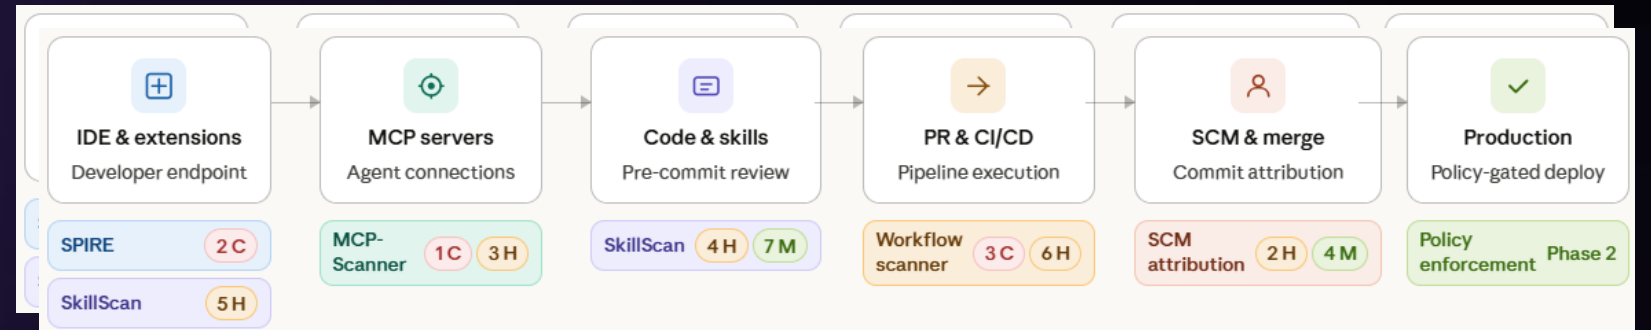 IDE & extensions
Developer endpoint
MCP servers
Agent connections
Code & skills
Pre-commit review
PR & CI/CD
Pipeline execution
SCM & merge
Commit attribution
Production
Policy-gated deploy
SPIRE 2 C
SkillScan 5 H
MCP-
Scanner 1 C 3 H
SkillScan 4 H 7 M
Workflow
scanner 3 C 6 H
SCM
attribution 2 H 4 M
Policy
enforcement Phase 2